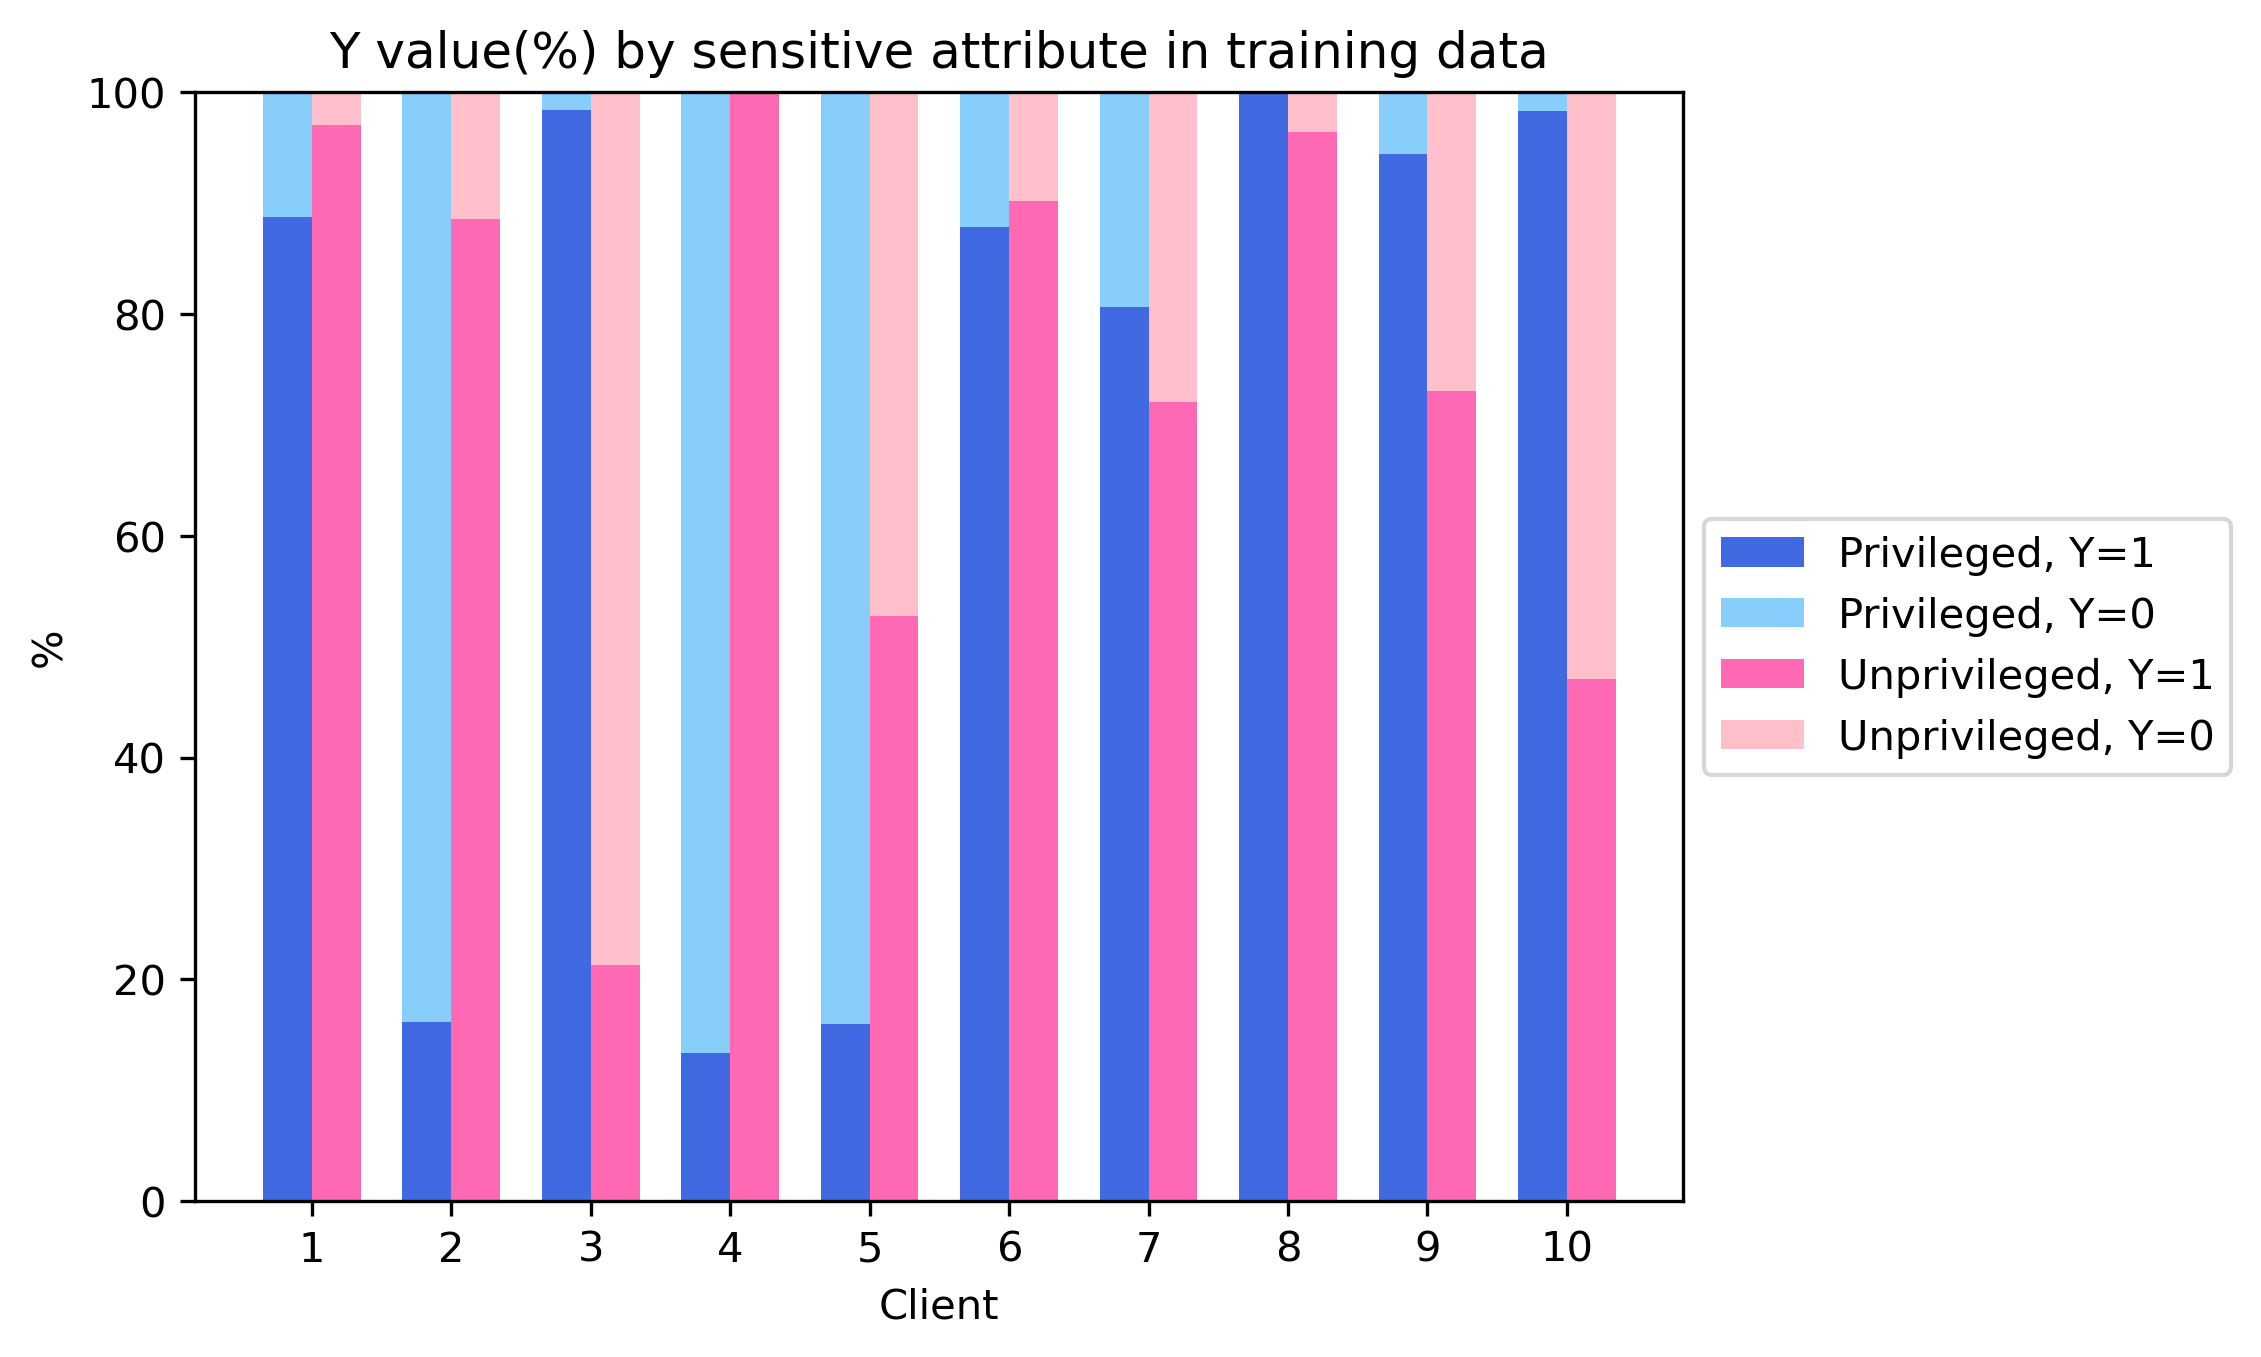 Y value(%) by sensitive attribute in training data
100
80
60
40
20
0
%
1 2 3 4 5 6 7 8 9 10
Client
Privileged, Y=1
Privileged, Y=0
Unprivileged, Y=1
Unprivileged, Y=0